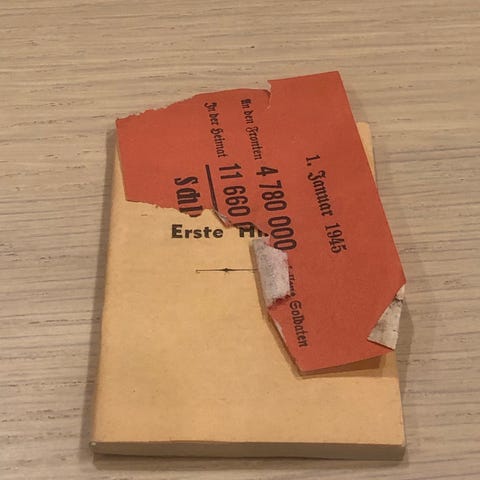 1. Januar 1945
An den Fronten 4 780 000 Soldaten
In der Heimat 11 660
Erste